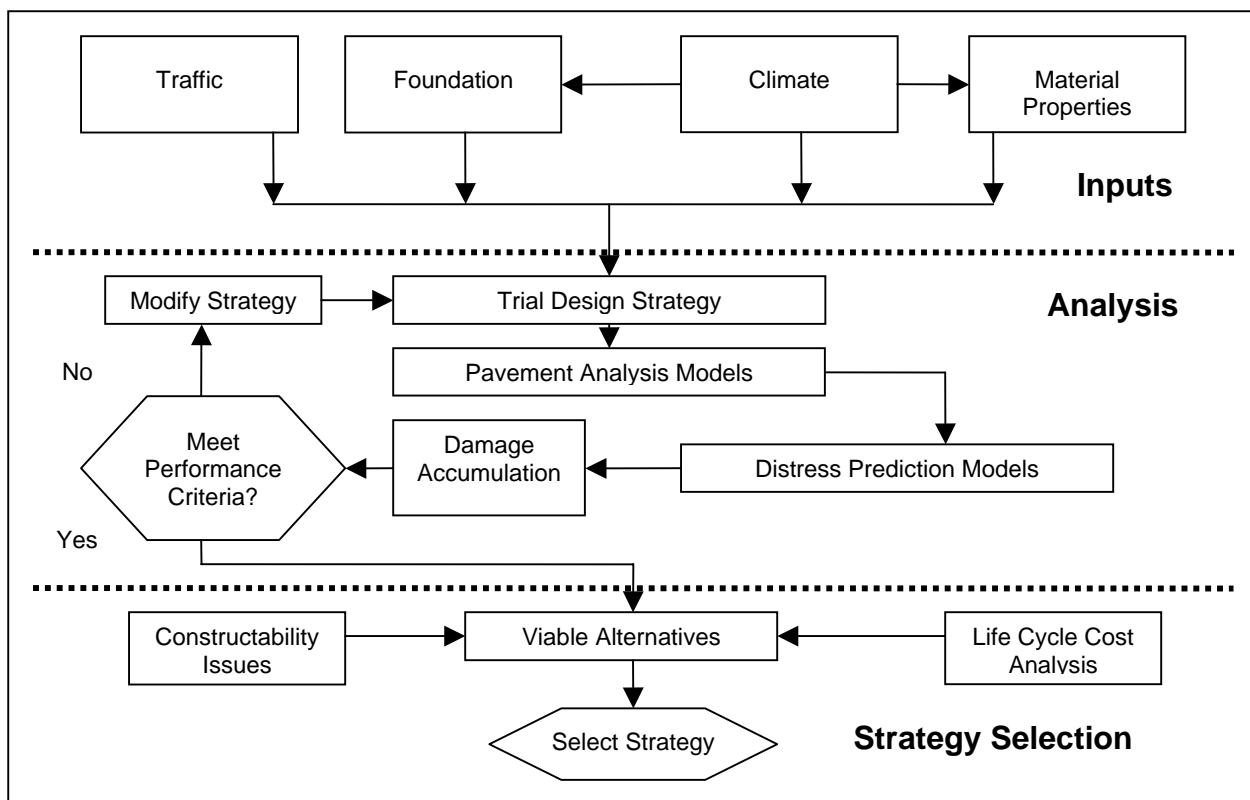 Traffic
Foundation
Climate
Material
Properties
Inputs
Modify Strategy
Trial Design Strategy
Analysis
No
Pavement Analysis Models
Meet
Performance
Criteria?
Damage
Accumulation
Distress Prediction Models
Yes
Constructability
Issues
Viable Alternatives
Life Cycle Cost
Analysis
Select Strategy
Strategy Selection